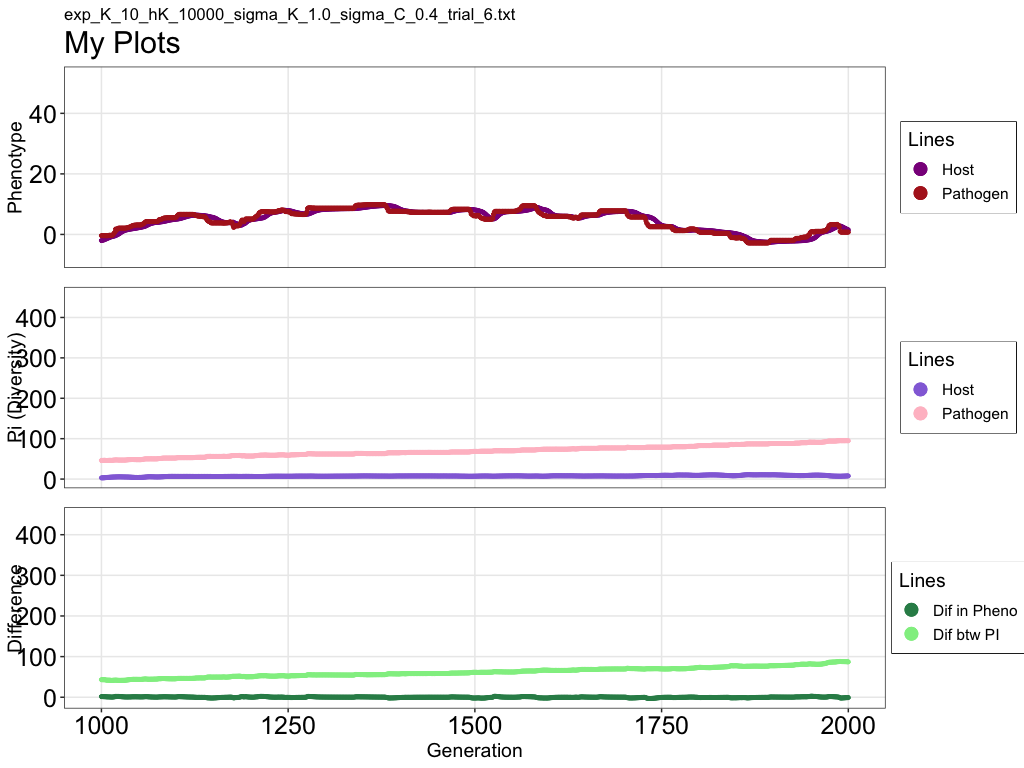 exp_K_10_hK_10000_sigma_K_1.0_sigma_C_0.4_trial_6.txt
My Plots
Phenotype
40
20
0
Lines
Host
Pathogen
Pi (Diversity)
400
300
200
100
0
Lines
Host
Pathogen
Difference
400
300
200
100
0
Lines
Dif in Pheno
Dif btw PI
1000
1250
1500
1750
2000
Generation